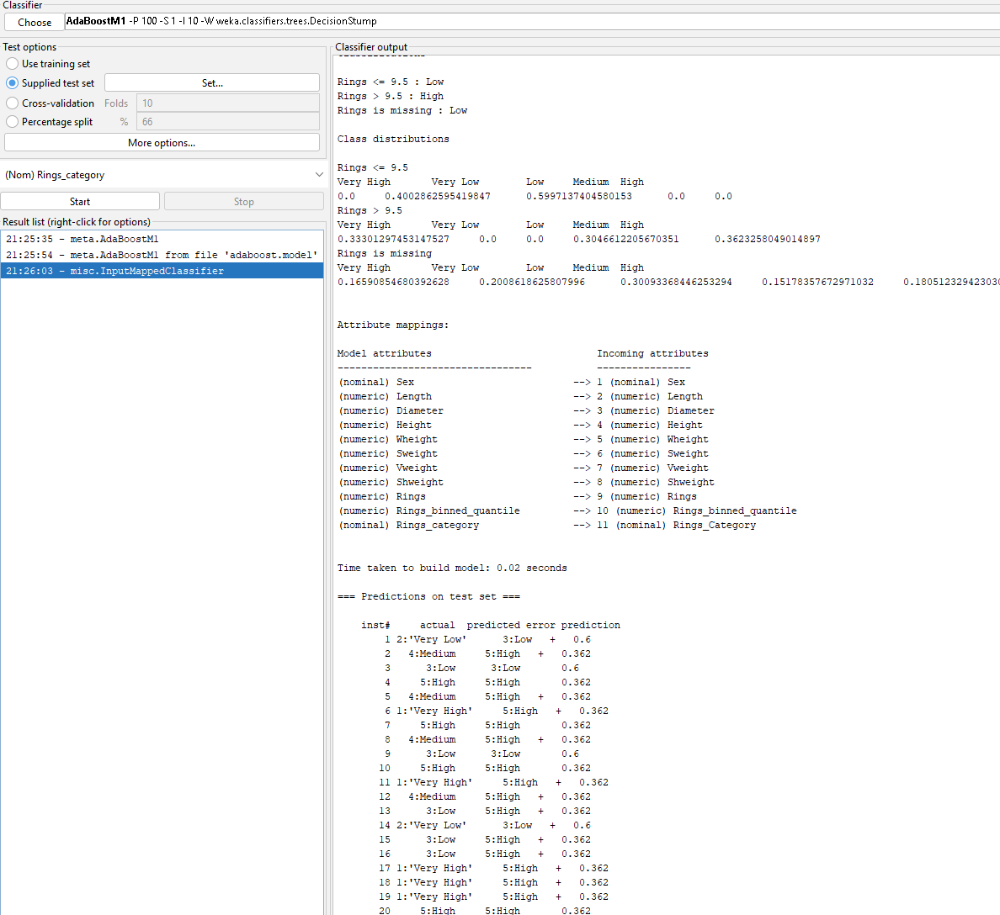 Classifier
Choose AdaBoostM1 -P 100 -S 1 -I 10 -W weka.classifiers.trees.DecisionStump
Test options
Use training set
Supplied test set Set...
Cross-validation Folds 10
Percentage split % 66
More options...
(Nom) Rings_category
Start Stop
Result list (right-click for options)
21:25:35 - meta.AdaBoostM1
21:25:54 - meta.AdaBoostM1 from file 'adaboost.model'
21:26:03 - misc.InputMappedClassifier
Classifier output
Rings <= 9.5 : Low
Rings > 9.5 : High
Rings is missing : Low
Class distributions
Rings <= 9.5
Very High Very Low Low Medium High
0.0 0.4002862595419847 0.5997137404580153 0.0 0.0
Rings > 9.5
Very High Very Low Low Medium High
0.33301297453147527 0.0 0.0 0.3046612205670351 0.3623258049014897
Rings is missing
Very High Very Low Low Medium High
0.16590854680392628 0.2008618625807996 0.30093368446253294 0.15178357672971032 0.180512329423030
Attribute mappings:
Model attributes Incoming attributes
--------------------------------- ----------------
(nominal) Sex --> 1 (nominal) Sex
(numeric) Length --> 2 (numeric) Length
(numeric) Diameter --> 3 (numeric) Diameter
(numeric) Height --> 4 (numeric) Height
(numeric) Wheight --> 5 (numeric) Wheight
(numeric) Sweight --> 6 (numeric) Sweight
(numeric) Vweight --> 7 (numeric) Vweight
(numeric) Shweight --> 8 (numeric) Shweight
(numeric) Rings --> 9 (numeric) Rings
(numeric) Rings_binned_quantile --> 10 (numeric) Rings_binned_quantile
(nominal) Rings_category --> 11 (nominal) Rings_Category
Time taken to build model: 0.02 seconds
=== Predictions on test set ===
inst# actual predicted error prediction
1 2:'Very Low' 3:Low + 0.6
2 4:Medium 5:High + 0.362
3 3:Low 3:Low 0.6
4 5:High 5:High 0.362
5 4:Medium 5:High + 0.362
6 1:'Very High' 5:High + 0.362
7 5:High 5:High 0.362
8 4:Medium 5:High + 0.362
9 3:Low 3:Low 0.6
10 5:High 5:High 0.362
11 1:'Very High' 5:High + 0.362
12 4:Medium 5:High + 0.362
13 3:Low 5:High + 0.362
14 2:'Very Low' 3:Low + 0.6
15 3:Low 5:High + 0.362
16 3:Low 5:High + 0.362
17 1:'Very High' 5:High + 0.362
18 1:'Very High' 5:High + 0.362
19 1:'Very High' 5:High + 0.362
20 5:High 5:High 0.362